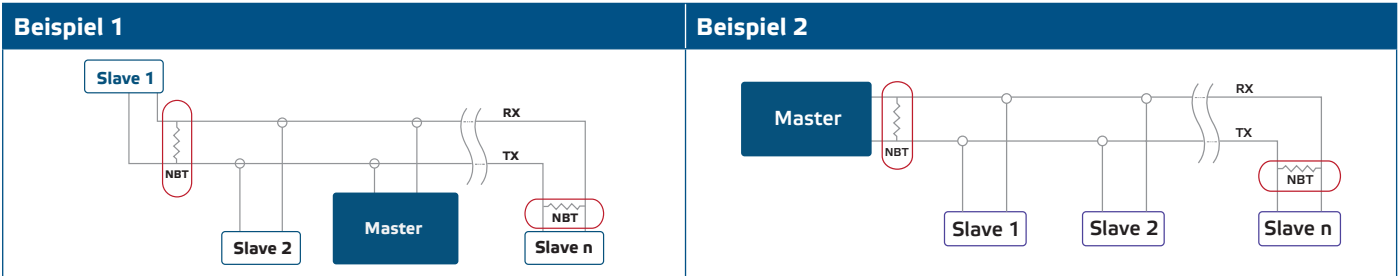 Beispiel 1
Slave 1
RX
TX
NBT
NBT
Slave 2
Master
Slave n
Beispiel 2
Master
RX
TX
NBT
NBT
Slave 1
Slave 2
Slave n